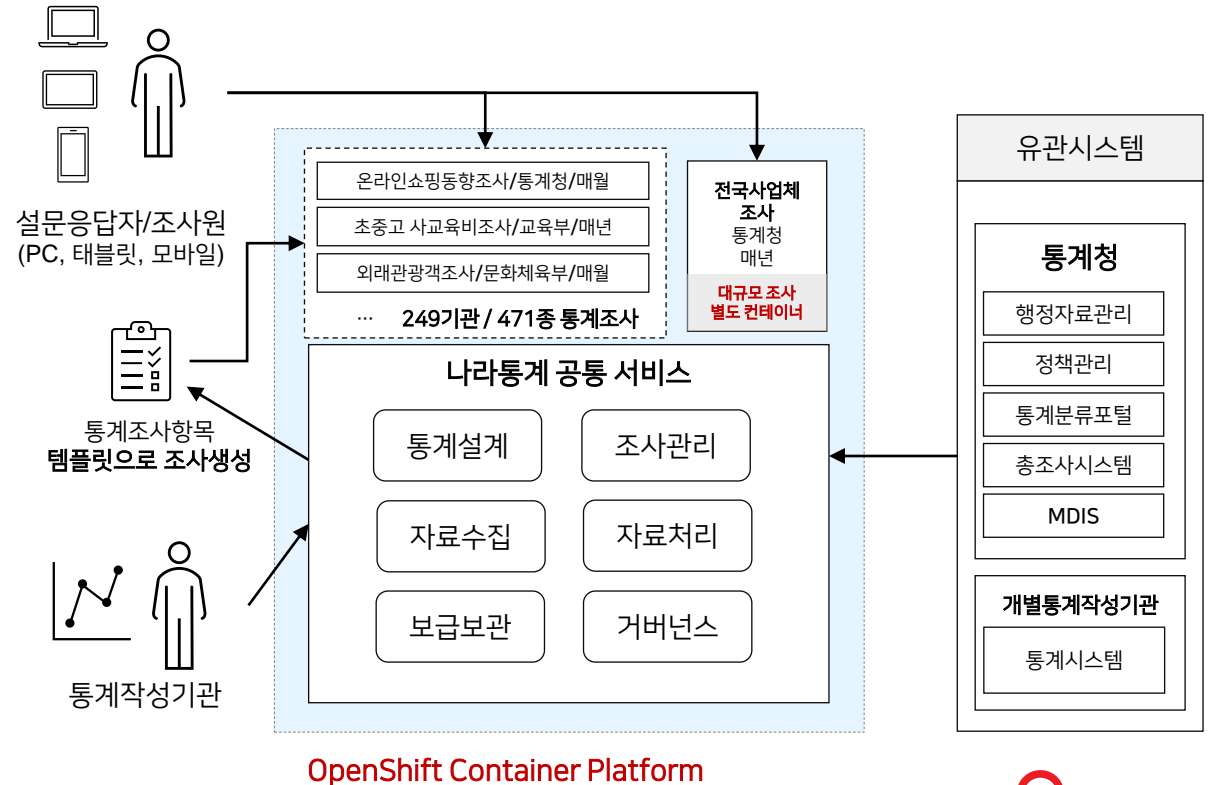 설문응답자/조사원
(PC, 태블릿, 모바일)
통계조사항목
템플릿으로 조사생성
통계작성기관
온라인쇼핑동향조사/통계청/매월
초중고 사교육비조사/교육부/매년
외래관광객조사/문화체육부/매월
... 249기관 / 471종 통계조사
전국사업체
조사
통계청
매년
대규모 조사
별도 컨테이너
나라통계 공통 서비스
통계설계
조사관리
자료수집
자료처리
보급보관
거버넌스
OpenShift Container Platform
유관시스템
통계청
행정자료관리
정책관리
통계분류포털
총조사시스템
MDIS
개별통계작성기관
통계시스템